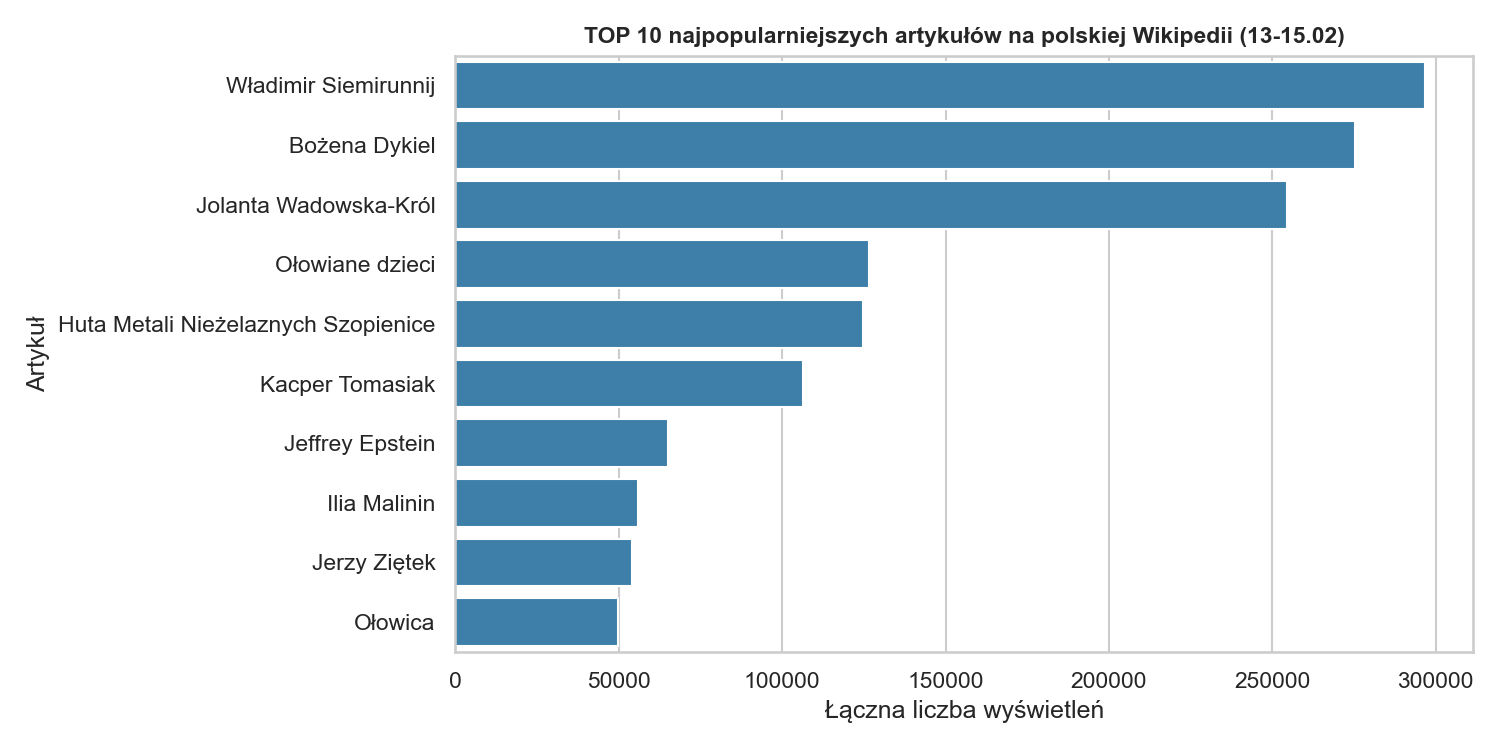 TOP 10 najpopularniejszych artykułów na polskiej Wikipedii (13-15.02)
Artykuł
Władimir Siemirunnij
Bożena Dykiel
Jolanta Wadowska-Król
Ołowiane dzieci
Huta Metali Nieżelaznych Szopienice
Kacper Tomasiak
Jeffrey Epstein
Ilia Malinin
Jerzy Ziętek
Ołowica
0 50000 100000 150000 200000 250000 300000
Łączna liczba wyświetleń